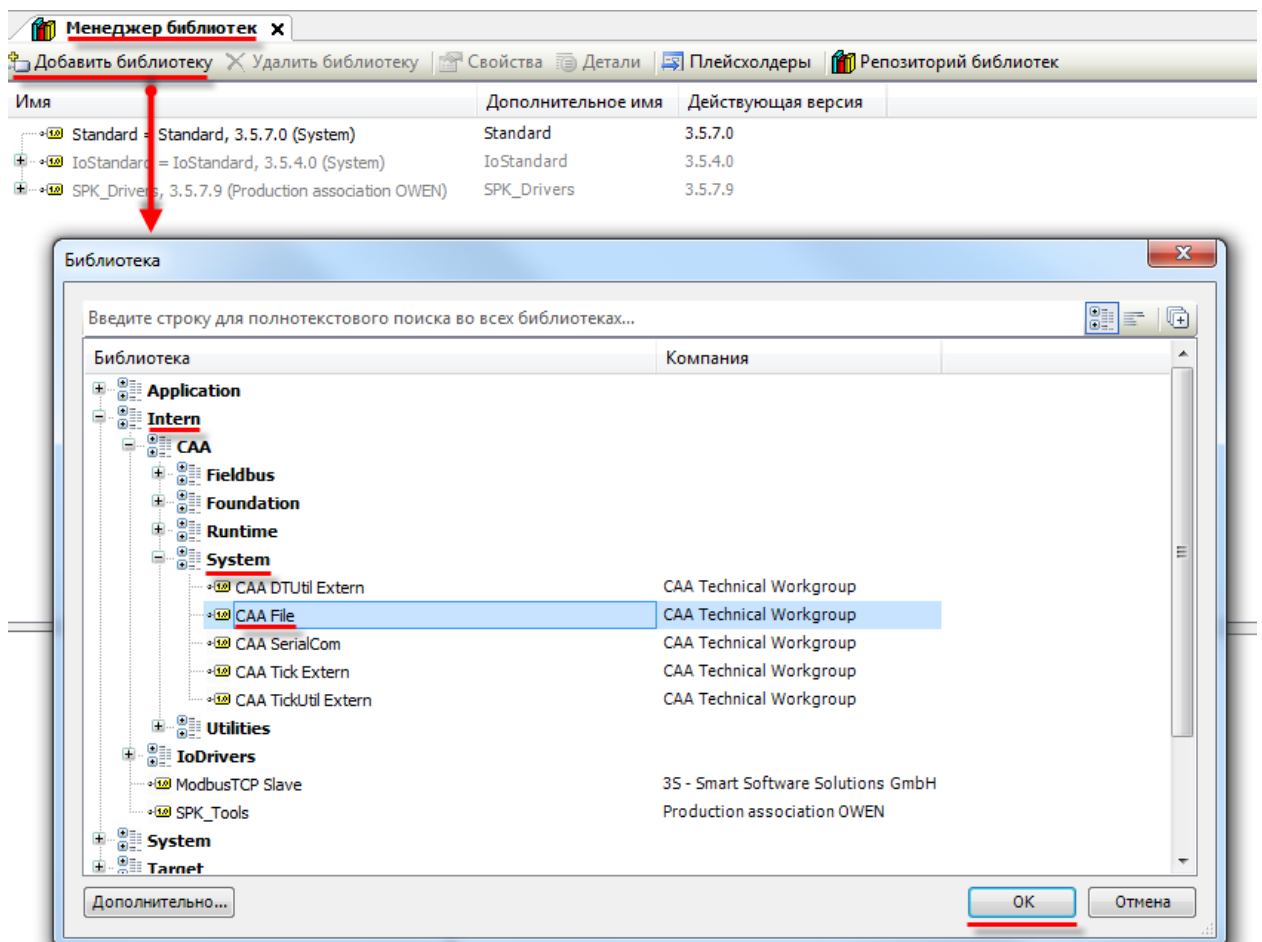 Менеджер библиотек x
Добавить библиотеку Удалить библиотеку Свойства Детали Плейсхолдеры Репозиторий библиотек
Имя Дополнительное имя Действующая версия
Standard = Standard, 3.5.7.0 (System) Standard 3.5.7.0
IoStandard = IoStandard, 3.5.4.0 (System) IoStandard 3.5.4.0
SPK_Drivers, 3.5.7.9 (Production association OWEN) SPK_Drivers 3.5.7.9
Библиотека
Введите строку для полнотекстового поиска во всех библиотеках...
Библиотека Компания
Application
Intern
CAA
Fieldbus
Foundation
Runtime
System
CAA DTUtil Extern CAA Technical Workgroup
CAA File CAA Technical Workgroup
CAA SerialCom CAA Technical Workgroup
CAA Tick Extern CAA Technical Workgroup
CAA TickUtil Extern CAA Technical Workgroup
Utilities
IoDrivers
ModbusTCP Slave 3S - Smart Software Solutions GmbH
SPK_Tools Production association OWEN
System
Target
Дополнительно... OK Отмена